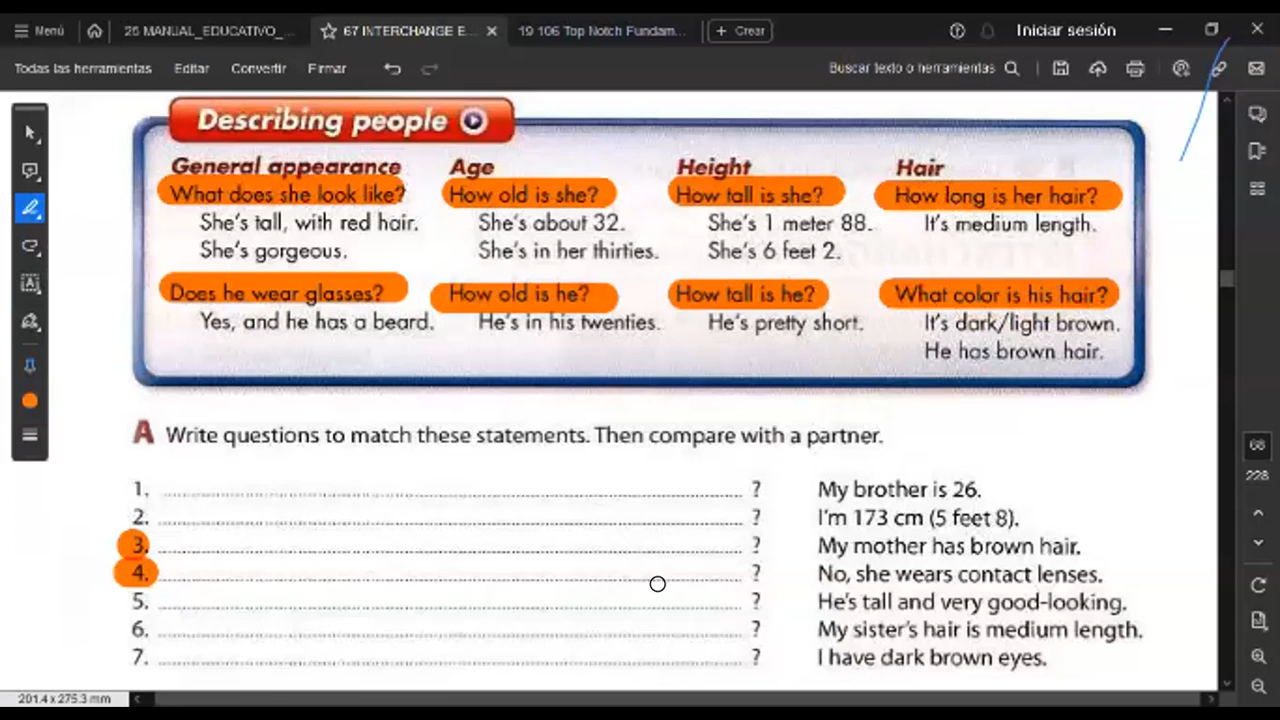 Menú
26 MANUAL_EDUCATIVO_...
67 INTERCHANGE E...
19 106 Top Notch Fundam...
Crear
Iniciar sesión
Todas las herramientas
Editar
Convertir
Firmar
Buscar texto o herramientas
Describing people
General appearance
What does she look like?
She's tall, with red hair.
She's gorgeous.
Does he wear glasses?
Yes, and he has a beard.
Age
How old is she?
She's about 32.
She's in her thirties.
How old is he?
He's in his twenties.
Height
How tall is she?
She's 1 meter 88.
She's 6 feet 2.
How tall is he?
He's pretty short.
Hair
How long is her hair?
It's medium length.
What color is his hair?
It's dark/light brown.
He has brown hair.
A Write questions to match these statements. Then compare with a partner.
1. ? My brother is 26.
2. ? I'm 173 cm (5 feet 8).
3. ? My mother has brown hair.
4. ? No, she wears contact lenses.
5. ? He's tall and very good-looking.
6. ? My sister's hair is medium length.
7. ? I have dark brown eyes.
68
228
201.4 x 275.3 mm